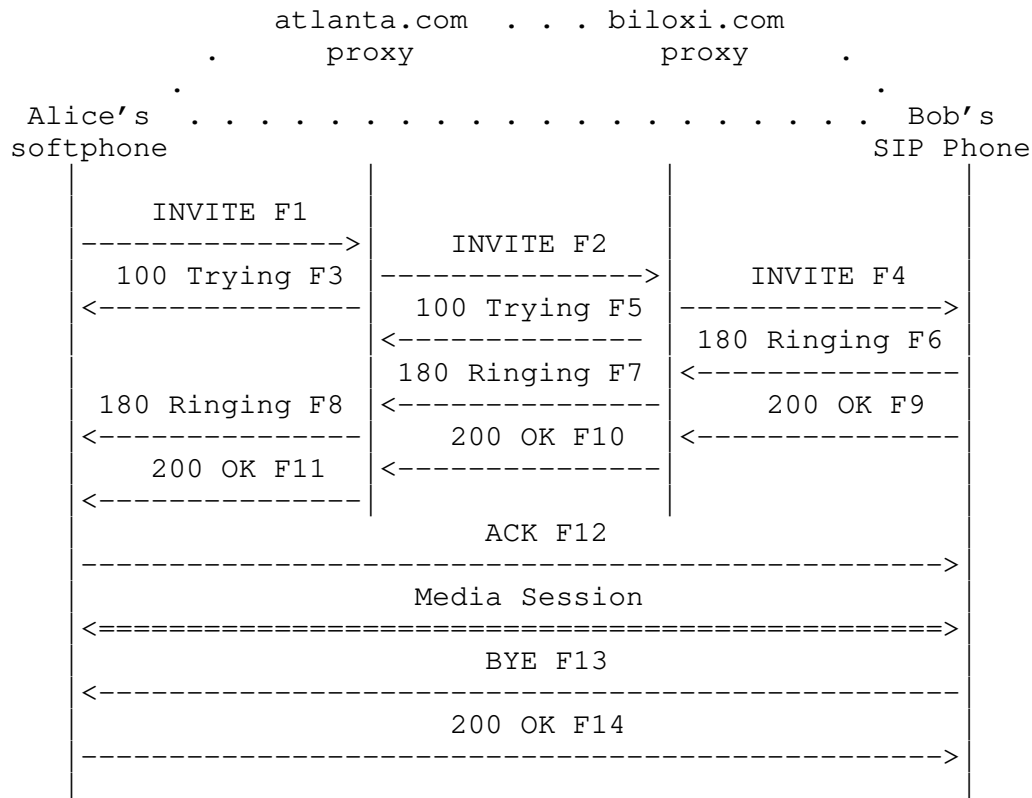 atlanta.com . . . biloxi.com
. proxy proxy .
. .
Alice's . . . . . . . . . . . . . . . . . . . . Bob's
softphone SIP Phone
| | | |
| INVITE F1 | | |
|--------------->| INVITE F2 | |
| 100 Trying F3 |--------------->| INVITE F4 |
|<---------------| 100 Trying F5 |--------------->|
| |<-------------- | 180 Ringing F6 |
| | 180 Ringing F7 |<---------------|
| 180 Ringing F8 |<---------------| 200 OK F9 |
|<---------------| 200 OK F10 |<---------------|
| 200 OK F11 |<---------------| |
|<---------------| | |
| ACK F12 |
|------------------------------------------------->|
| Media Session |
|<================================================>|
| BYE F13 |
|<-------------------------------------------------|
| 200 OK F14 |
|------------------------------------------------->|
| |